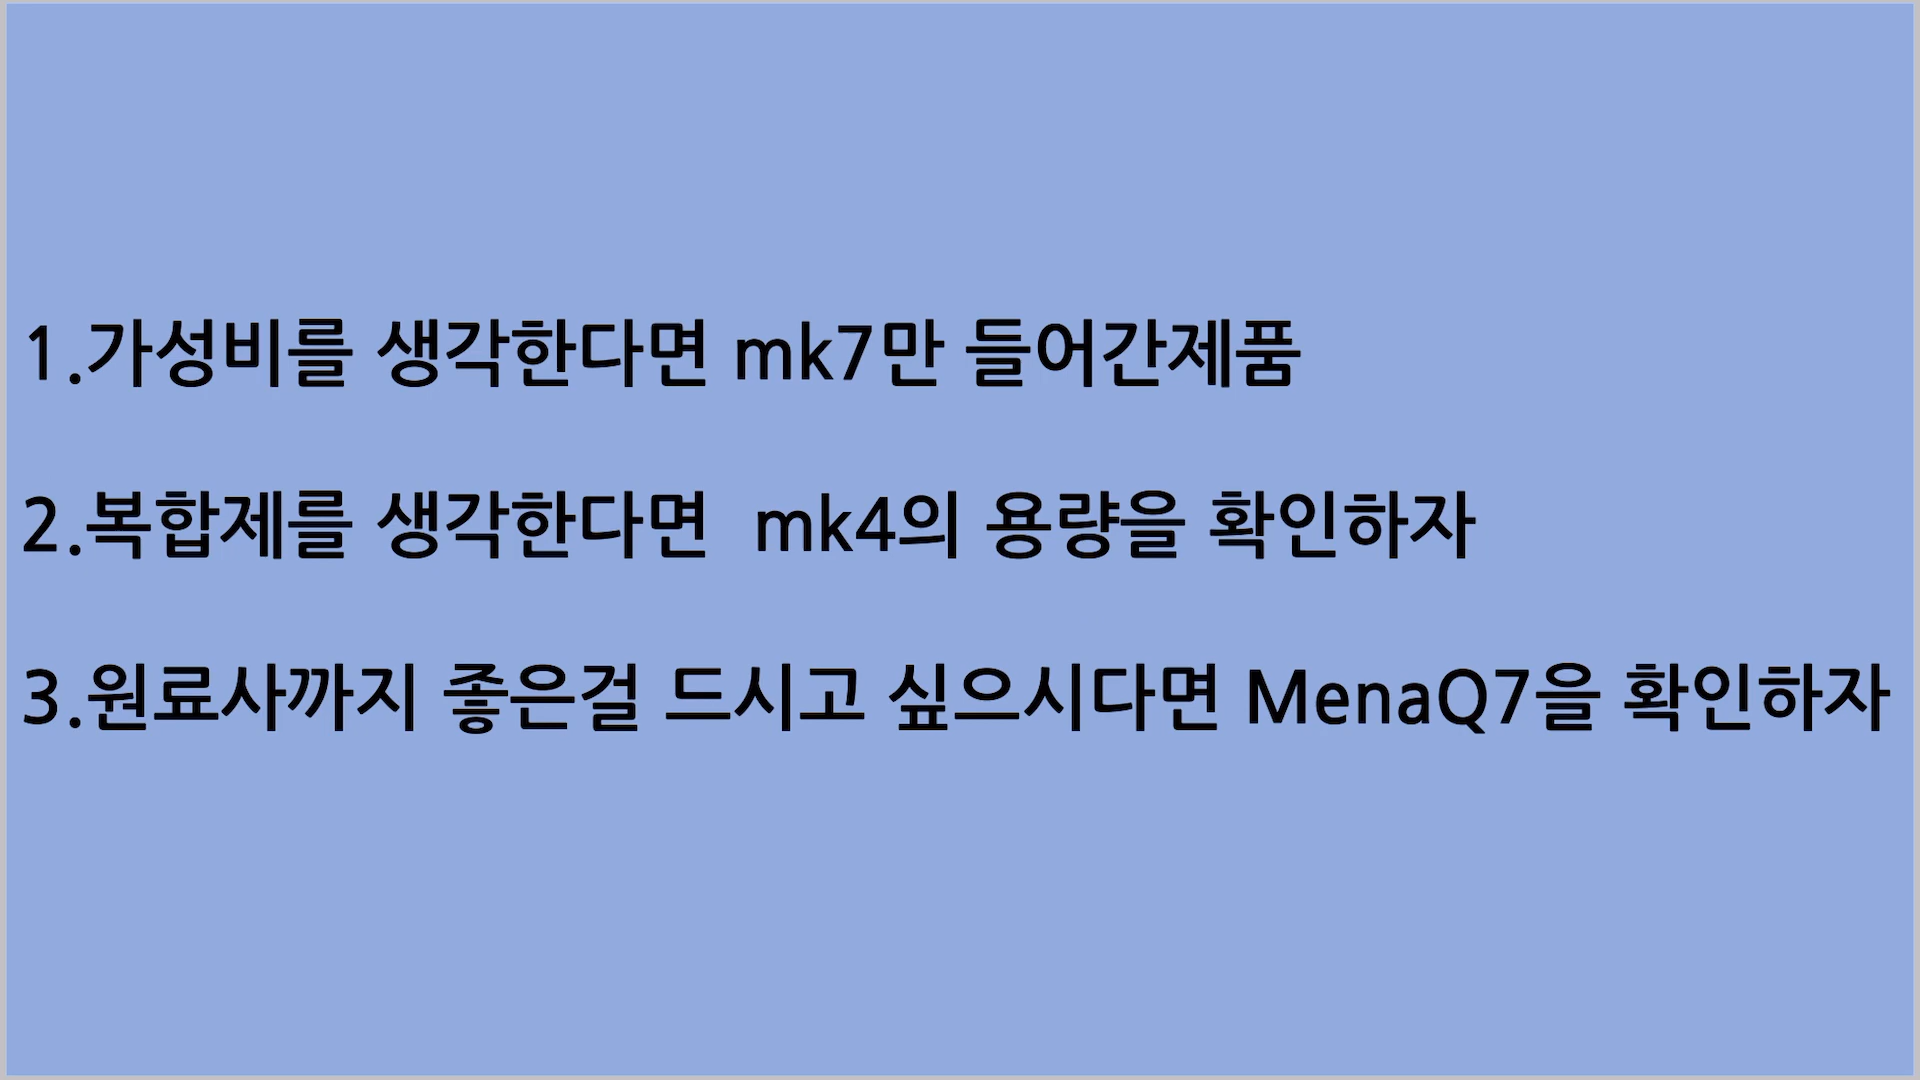 1.가성비를 생각한다면 mk7만 들어간제품
2.복합제를 생각한다면  mk4의 용량을 확인하자
3.원료사까지 좋은걸 드시고 싶으시다면 MenaQ7을 확인하자